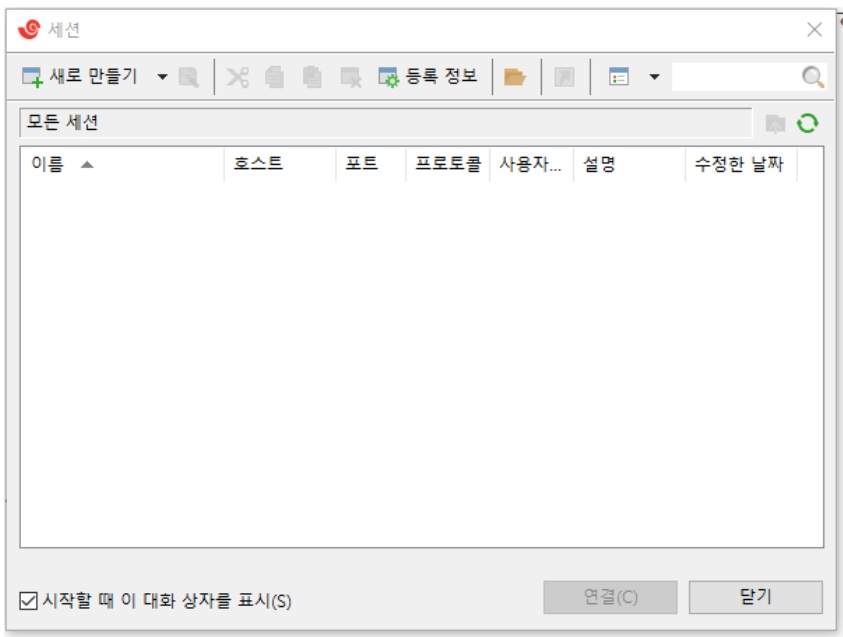 세션
새로 만들기 등록 정보
모든 세션
이름 호스트 포트 프로토콜 사용자... 설명 수정한 날짜
시작할 때 이 대화 상자를 표시(S) 연결(C) 닫기